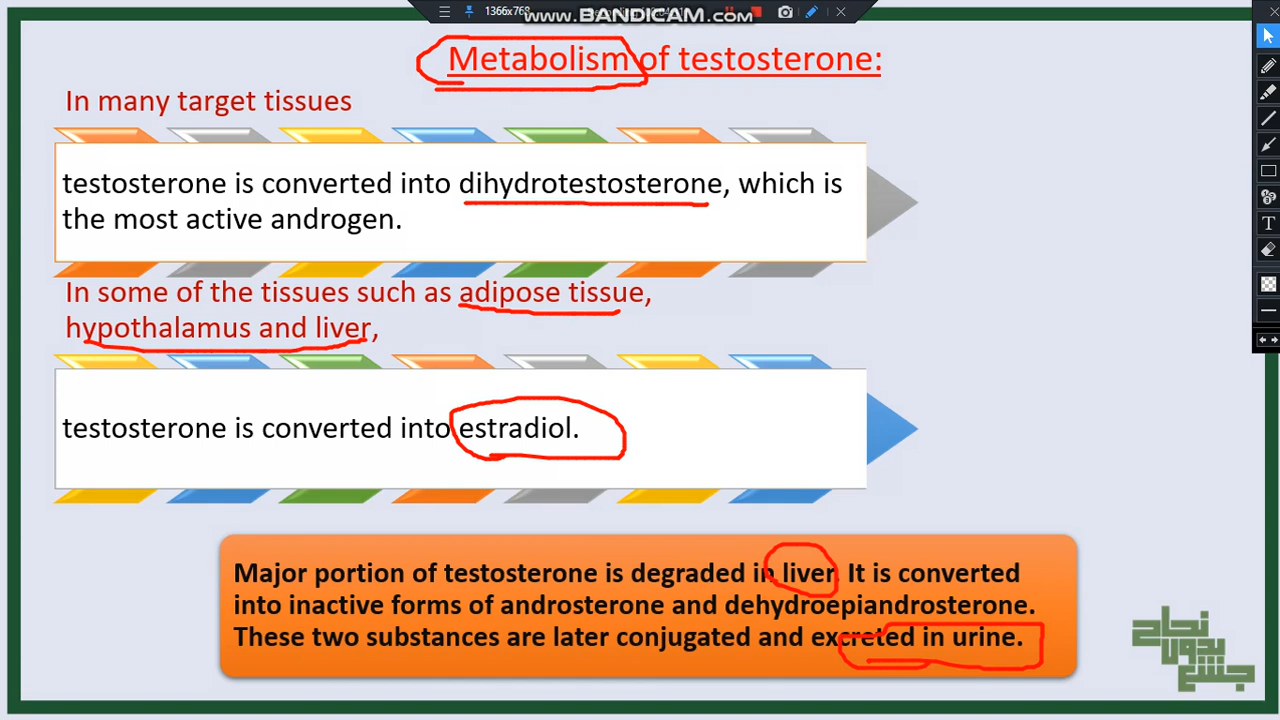 1366x768
www.BANDICAM.com
Metabolism of testosterone:
In many target tissues
testosterone is converted into dihydrotestosterone, which is
the most active androgen.
In some of the tissues such as adipose tissue,
hypothalamus and liver,
testosterone is converted into estradiol.
Major portion of testosterone is degraded in liver. It is converted
into inactive forms of androsterone and dehydroepiandrosterone.
These two substances are later conjugated and excreted in urine.
نجاح
بدون